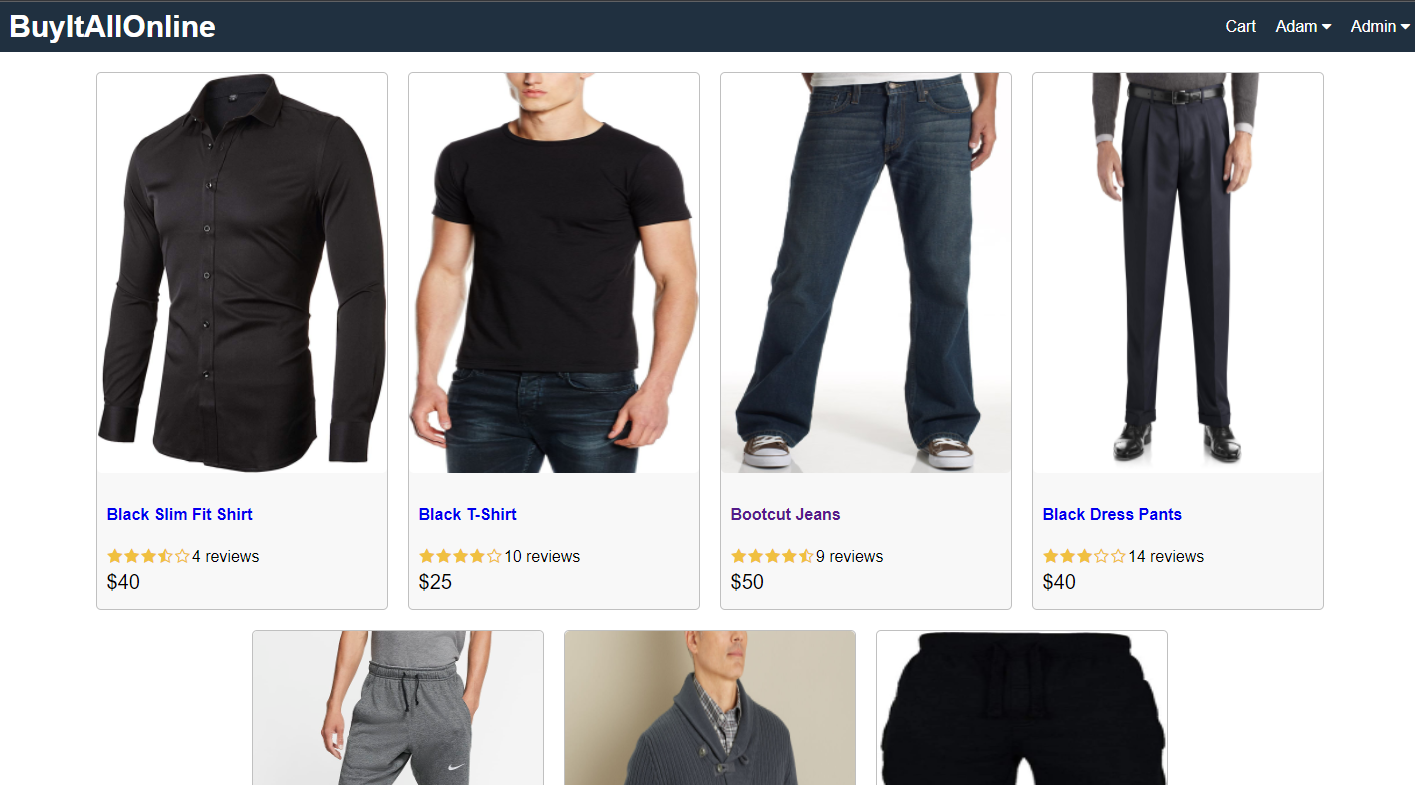 BuyItAllOnline
Cart Adam Admin
Black Slim Fit Shirt
4 reviews
$40
Black T-Shirt
10 reviews
$25
Bootcut Jeans
9 reviews
$50
Black Dress Pants
14 reviews
$40